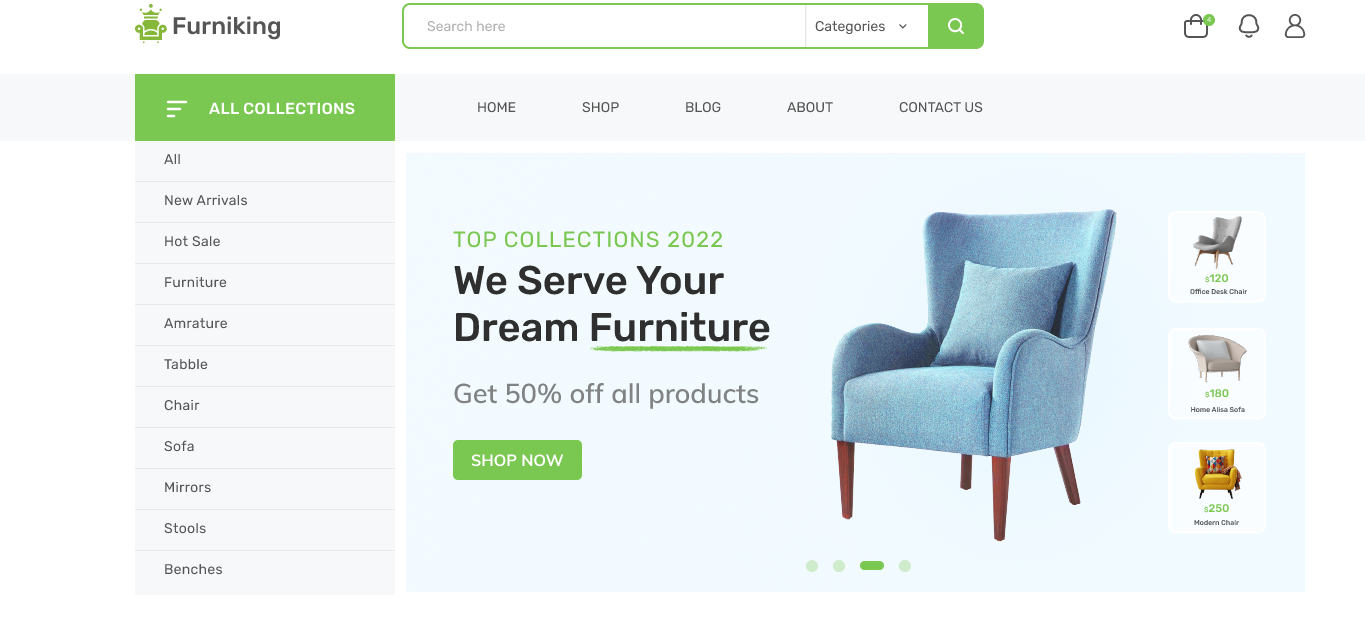 Furniking
Search here
Categories
4
ALL COLLECTIONS
HOME
SHOP
BLOG
ABOUT
CONTACT US
All
New Arrivals
Hot Sale
Furniture
Amrature
Tabble
Chair
Sofa
Mirrors
Stools
Benches
TOP COLLECTIONS 2022
We Serve Your
Dream Furniture
Get 50% off all products
SHOP NOW
$120
Office Desk Chair
$180
Home Alisa Sofa
$250
Modern Chair